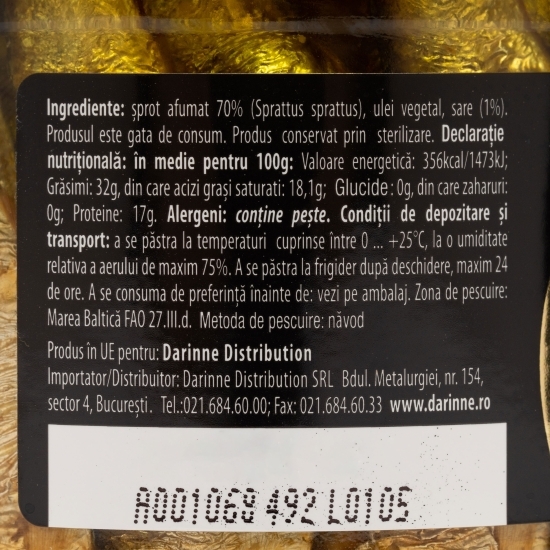 Ingrediente: șprot afumat 70% (Sprattus sprattus), ulei vegetal, sare (1%).
Produsul este gata de consum. Produs conservat prin sterilizare. Declarație
nutrițională: în medie pentru 100g: Valoare energetică: 356kcal/1473kJ;
Grăsimi: 32g, din care acizi grași saturati: 18,1g; Glucide: 0g, din care zaharuri:
0g; Proteine: 17g. Alergeni: conține pește. Condiții de depozitare și
transport: a se păstra la temperaturi cuprinse între 0 ... +25°C, la o umiditate
relativa a aerului de maxim 75%. A se păstra la frigider după deschidere, maxim 24
de ore. A se consuma de preferință înainte de: vezi pe ambalaj. Zona de pescuire:
Marea Baltică FAO 27.III.d. Metoda de pescuire: năvod
Produs în UE pentru: Darinne Distribution
Importator/Distribuitor: Darinne Distribution SRL Bdul. Metalurgiei, nr. 154,
sector 4, București. Tel.:021.684.60.00; Fax: 021.684.60.33 www.darinne.ro
A001069 492 L0105